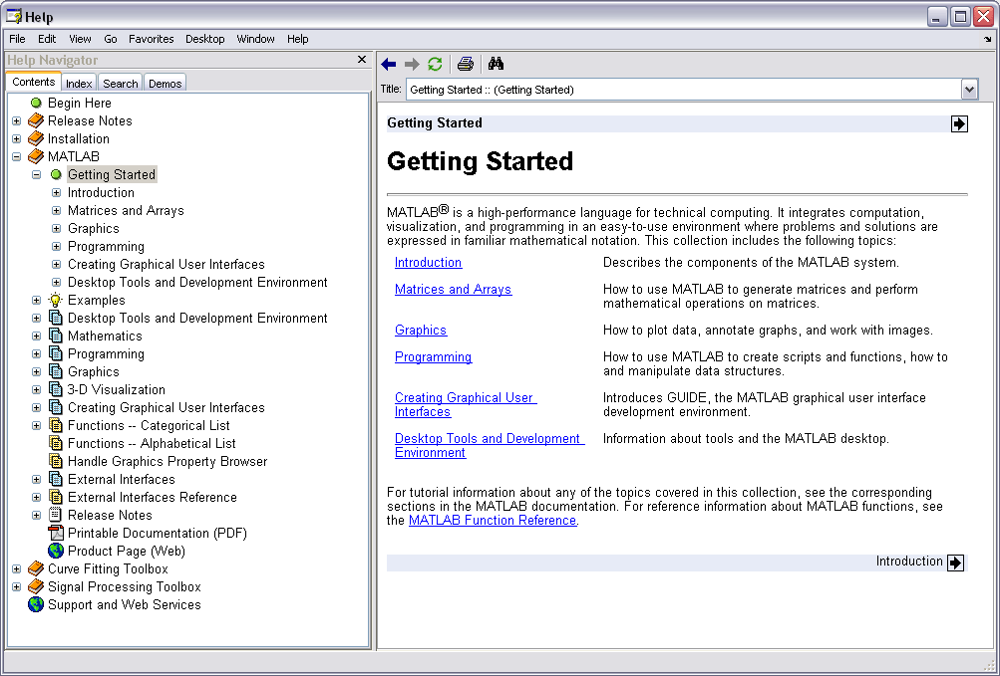 Help
File Edit View Go Favorites Desktop Window Help
Help Navigator
Contents Index Search Demos
Begin Here
Release Notes
Installation
MATLAB
Getting Started
Introduction
Matrices and Arrays
Graphics
Programming
Creating Graphical User Interfaces
Desktop Tools and Development Environment
Examples
Desktop Tools and Development Environment
Mathematics
Programming
Graphics
3-D Visualization
Creating Graphical User Interfaces
Functions -- Categorical List
Functions -- Alphabetical List
Handle Graphics Property Browser
External Interfaces
External Interfaces Reference
Release Notes
Printable Documentation (PDF)
Product Page (Web)
Curve Fitting Toolbox
Signal Processing Toolbox
Support and Web Services
Title: Getting Started :: (Getting Started)
Getting Started
Getting Started
MATLAB® is a high-performance language for technical computing. It integrates computation,
visualization, and programming in an easy-to-use environment where problems and solutions are
expressed in familiar mathematical notation. This collection includes the following topics:
Introduction Describes the components of the MATLAB system.
Matrices and Arrays How to use MATLAB to generate matrices and perform
mathematical operations on matrices.
Graphics How to plot data, annotate graphs, and work with images.
Programming How to use MATLAB to create scripts and functions, how to
and manipulate data structures.
Creating Graphical User Introduces GUIDE, the MATLAB graphical user interface
Interfaces development environment.
Desktop Tools and Development Information about tools and the MATLAB desktop.
Environment
For tutorial information about any of the topics covered in this collection, see the corresponding
sections in the MATLAB documentation. For reference information about MATLAB functions, see
the MATLAB Function Reference.
Introduction